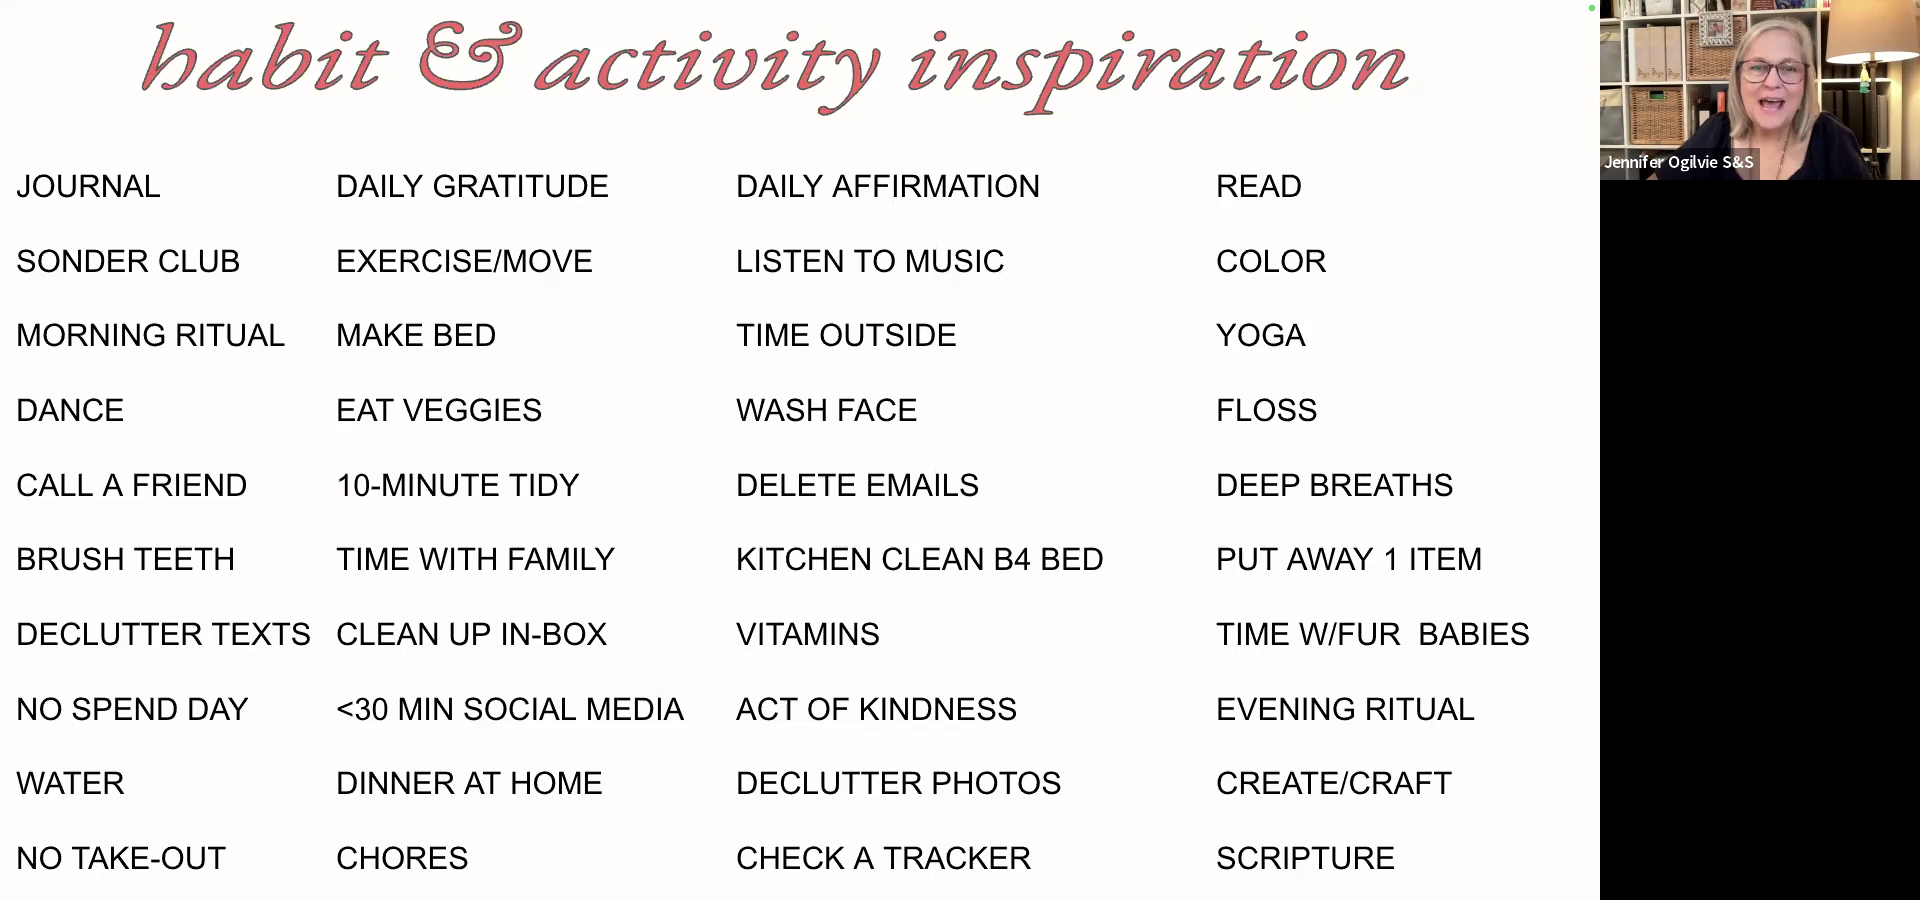 habit & activity inspiration
JOURNAL DAILY GRATITUDE DAILY AFFIRMATION READ
SONDER CLUB EXERCISE/MOVE LISTEN TO MUSIC COLOR
MORNING RITUAL MAKE BED TIME OUTSIDE YOGA
DANCE EAT VEGGIES WASH FACE FLOSS
CALL A FRIEND 10-MINUTE TIDY DELETE EMAILS DEEP BREATHS
BRUSH TEETH TIME WITH FAMILY KITCHEN CLEAN B4 BED PUT AWAY 1 ITEM
DECLUTTER TEXTS CLEAN UP IN-BOX VITAMINS TIME W/FUR BABIES
NO SPEND DAY <30 MIN SOCIAL MEDIA ACT OF KINDNESS EVENING RITUAL
WATER DINNER AT HOME DECLUTTER PHOTOS CREATE/CRAFT
NO TAKE-OUT CHORES CHECK A TRACKER SCRIPTURE
Jennifer Ogilvie S&S